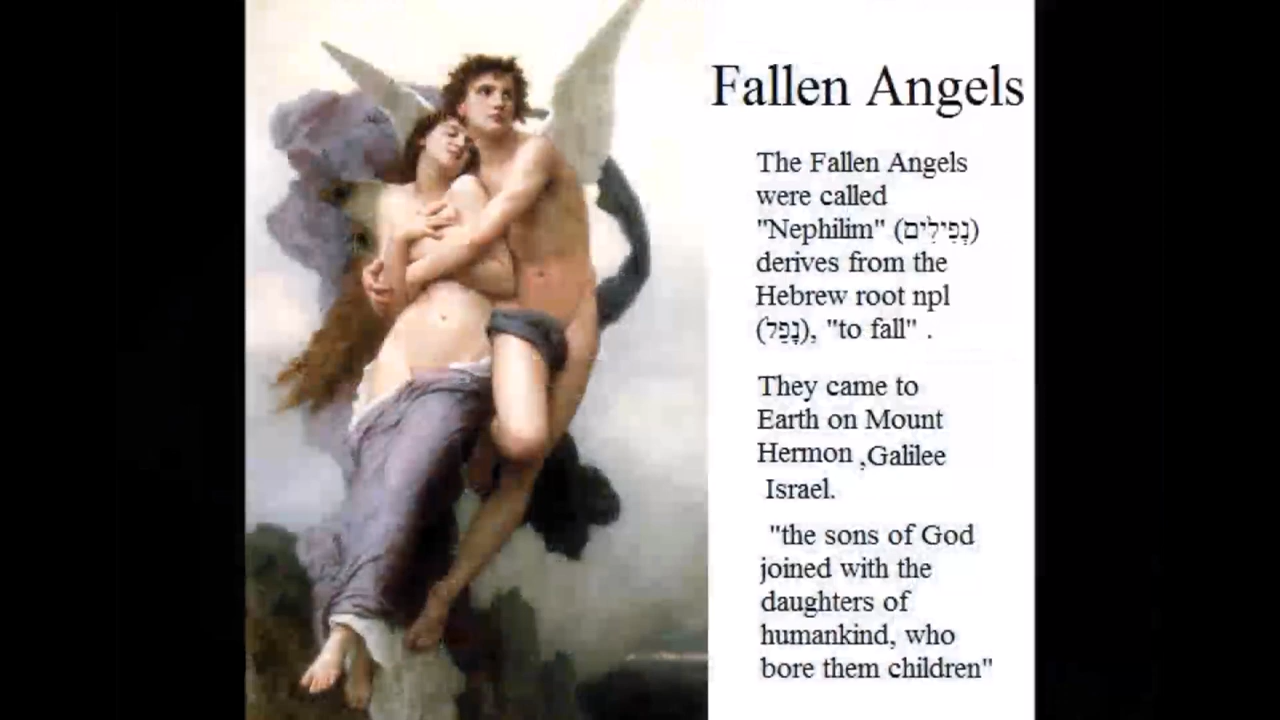 Fallen Angels
The Fallen Angels
were called
"Nephilim" (נְפִילִים)
derives from the
Hebrew root npl
(נָפַל), "to fall" .
They came to
Earth on Mount
Hermon ,Galilee
Israel.
"the sons of God
joined with the
daughters of
humankind, who
bore them children"